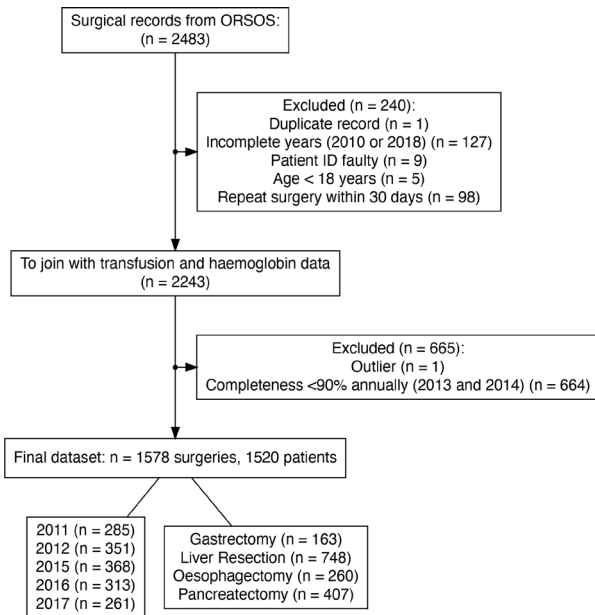 Surgical records from ORSOS:
(n = 2483)
Excluded (n = 240):
Duplicate record (n = 1)
Incomplete years (2010 or 2018) (n = 127)
Patient ID faulty (n = 9)
Age < 18 years (n = 5)
Repeat surgery within 30 days (n = 98)
To join with transfusion and haemoglobin data
(n = 2243)
Excluded (n = 665):
Outlier (n = 1)
Completeness <90% annually (2013 and 2014) (n = 664)
Final dataset: n = 1578 surgeries, 1520 patients
2011 (n = 285)
2012 (n = 351)
2015 (n = 368)
2016 (n = 313)
2017 (n = 261)
Gastrectomy (n = 163)
Liver Resection (n = 748)
Oesophagectomy (n = 260)
Pancreatectomy (n = 407)